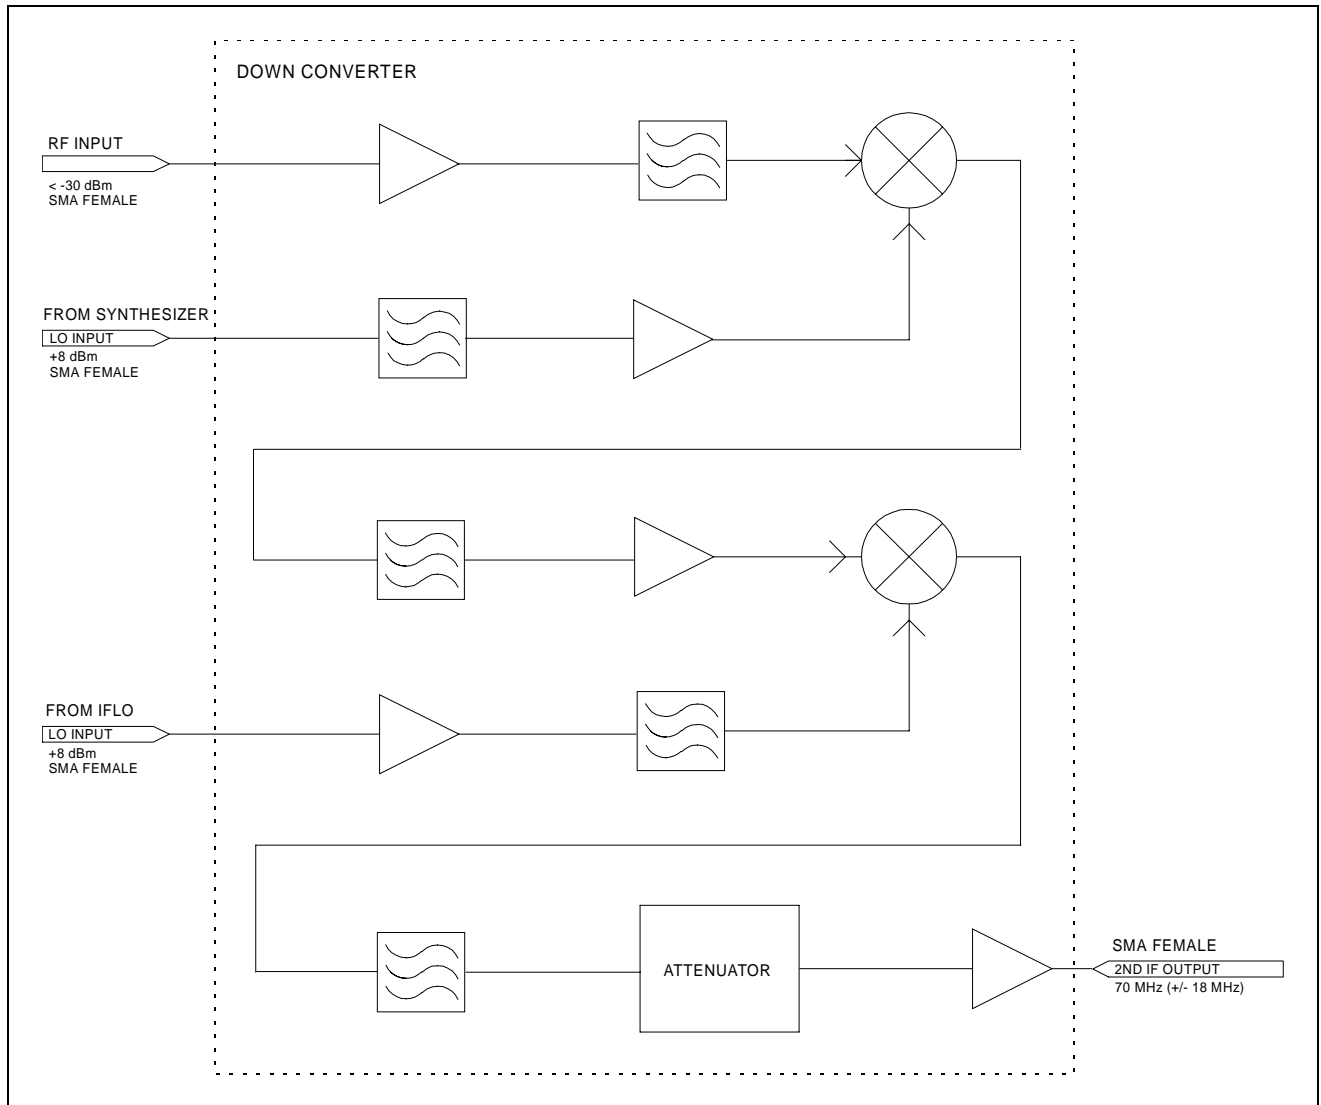 DOWN CONVERTER
RF INPUT
< -30 dBm
SMA FEMALE
FROM SYNTHESIZER
LO INPUT
+8 dBm
SMA FEMALE
FROM IFLO
LO INPUT
+8 dBm
SMA FEMALE
ATTENUATOR
SMA FEMALE
2ND IF OUTPUT
70 MHz (+/- 18 MHz)